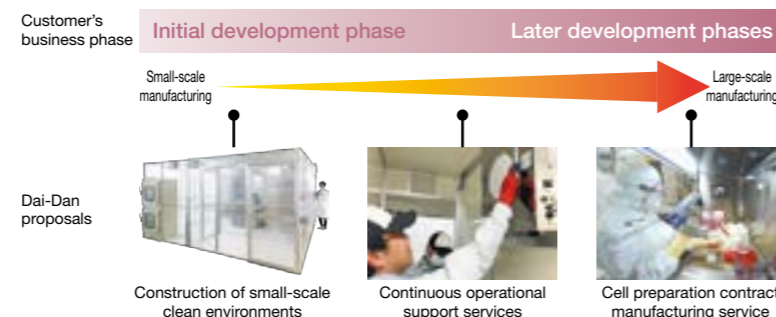 Customer's
business phase
Initial development phase
Later development phases
Small-scale
manufacturing
Large-scale
manufacturing
Dai-Dan
proposals
Construction of small-scale
clean environments
Continuous operational
support services
Cell preparation contract
manufacturing service